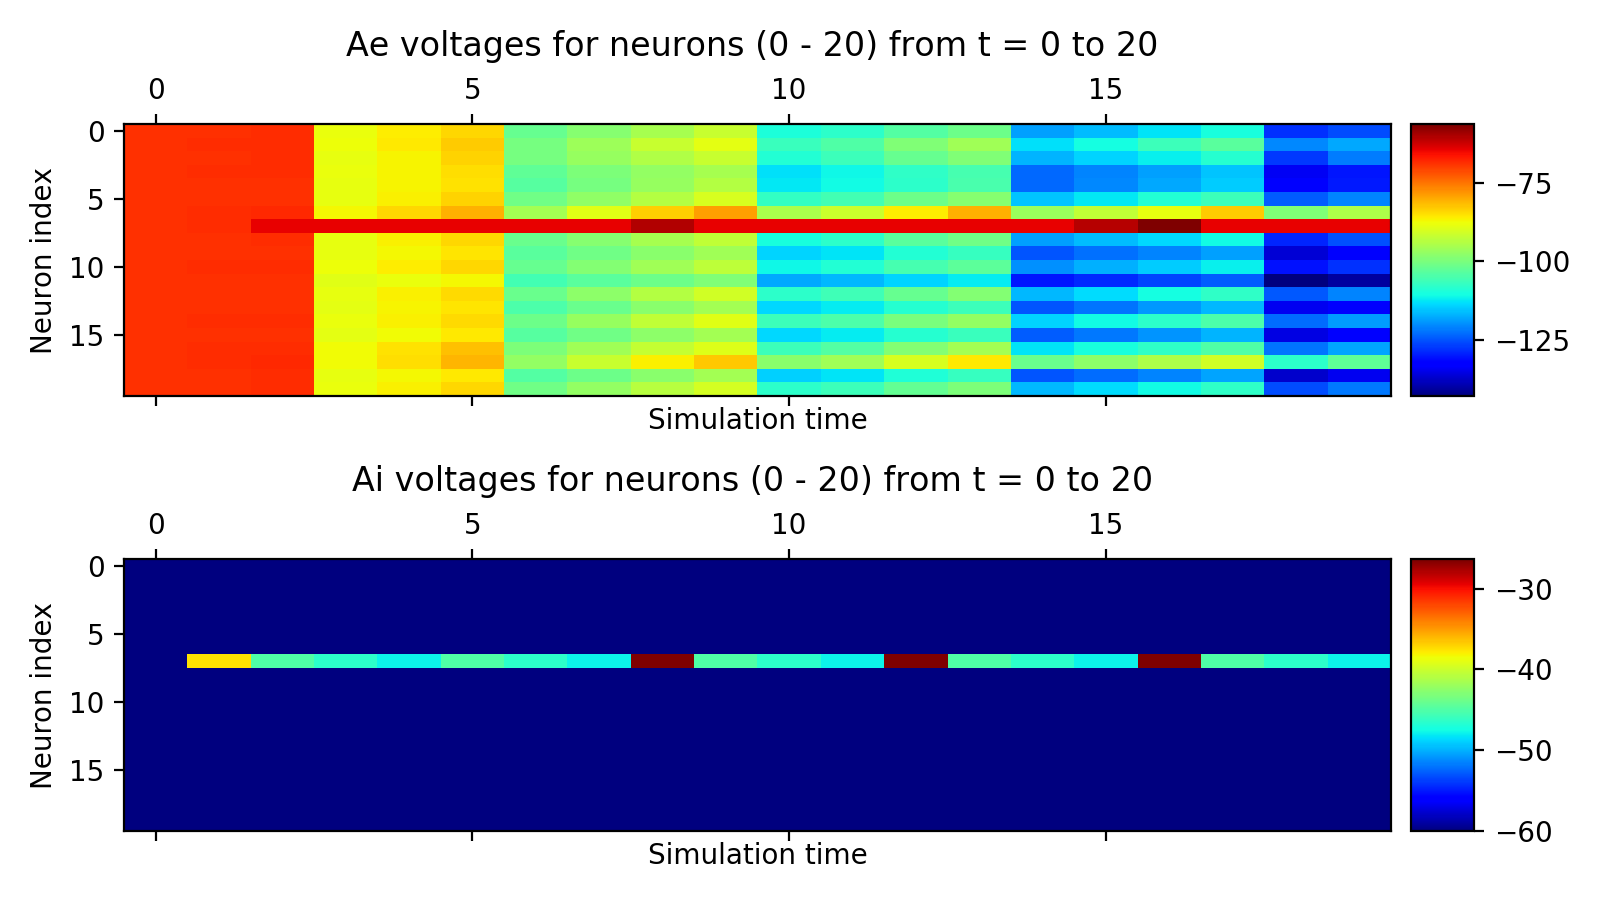 Ae voltages for neurons (0 - 20) from t = 0 to 20
0 5 10 15
Neuron index
0
5
10
15
Simulation time
−75
−100
−125
Ai voltages for neurons (0 - 20) from t = 0 to 20
0 5 10 15
Neuron index
0
5
10
15
Simulation time
−30
−40
−50
−60